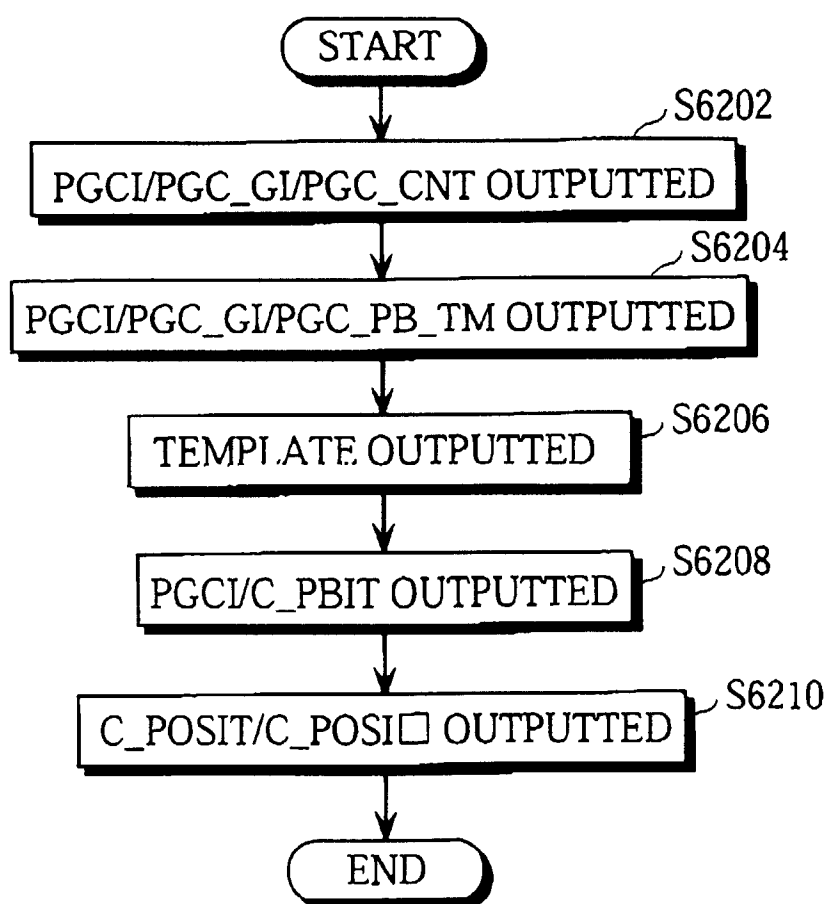 START
S6202
PGCI/PGC_GI/PGC_CNT OUTPUTTED
S6204
PGCI/PGC_GI/PGC_PB_TM OUTPUTTED
S6206
TEMPLATE OUTPUTTED
S6208
PGCI/C_PBIT OUTPUTTED
S6210
C_POSIT/C_POSI□ OUTPUTTED
END